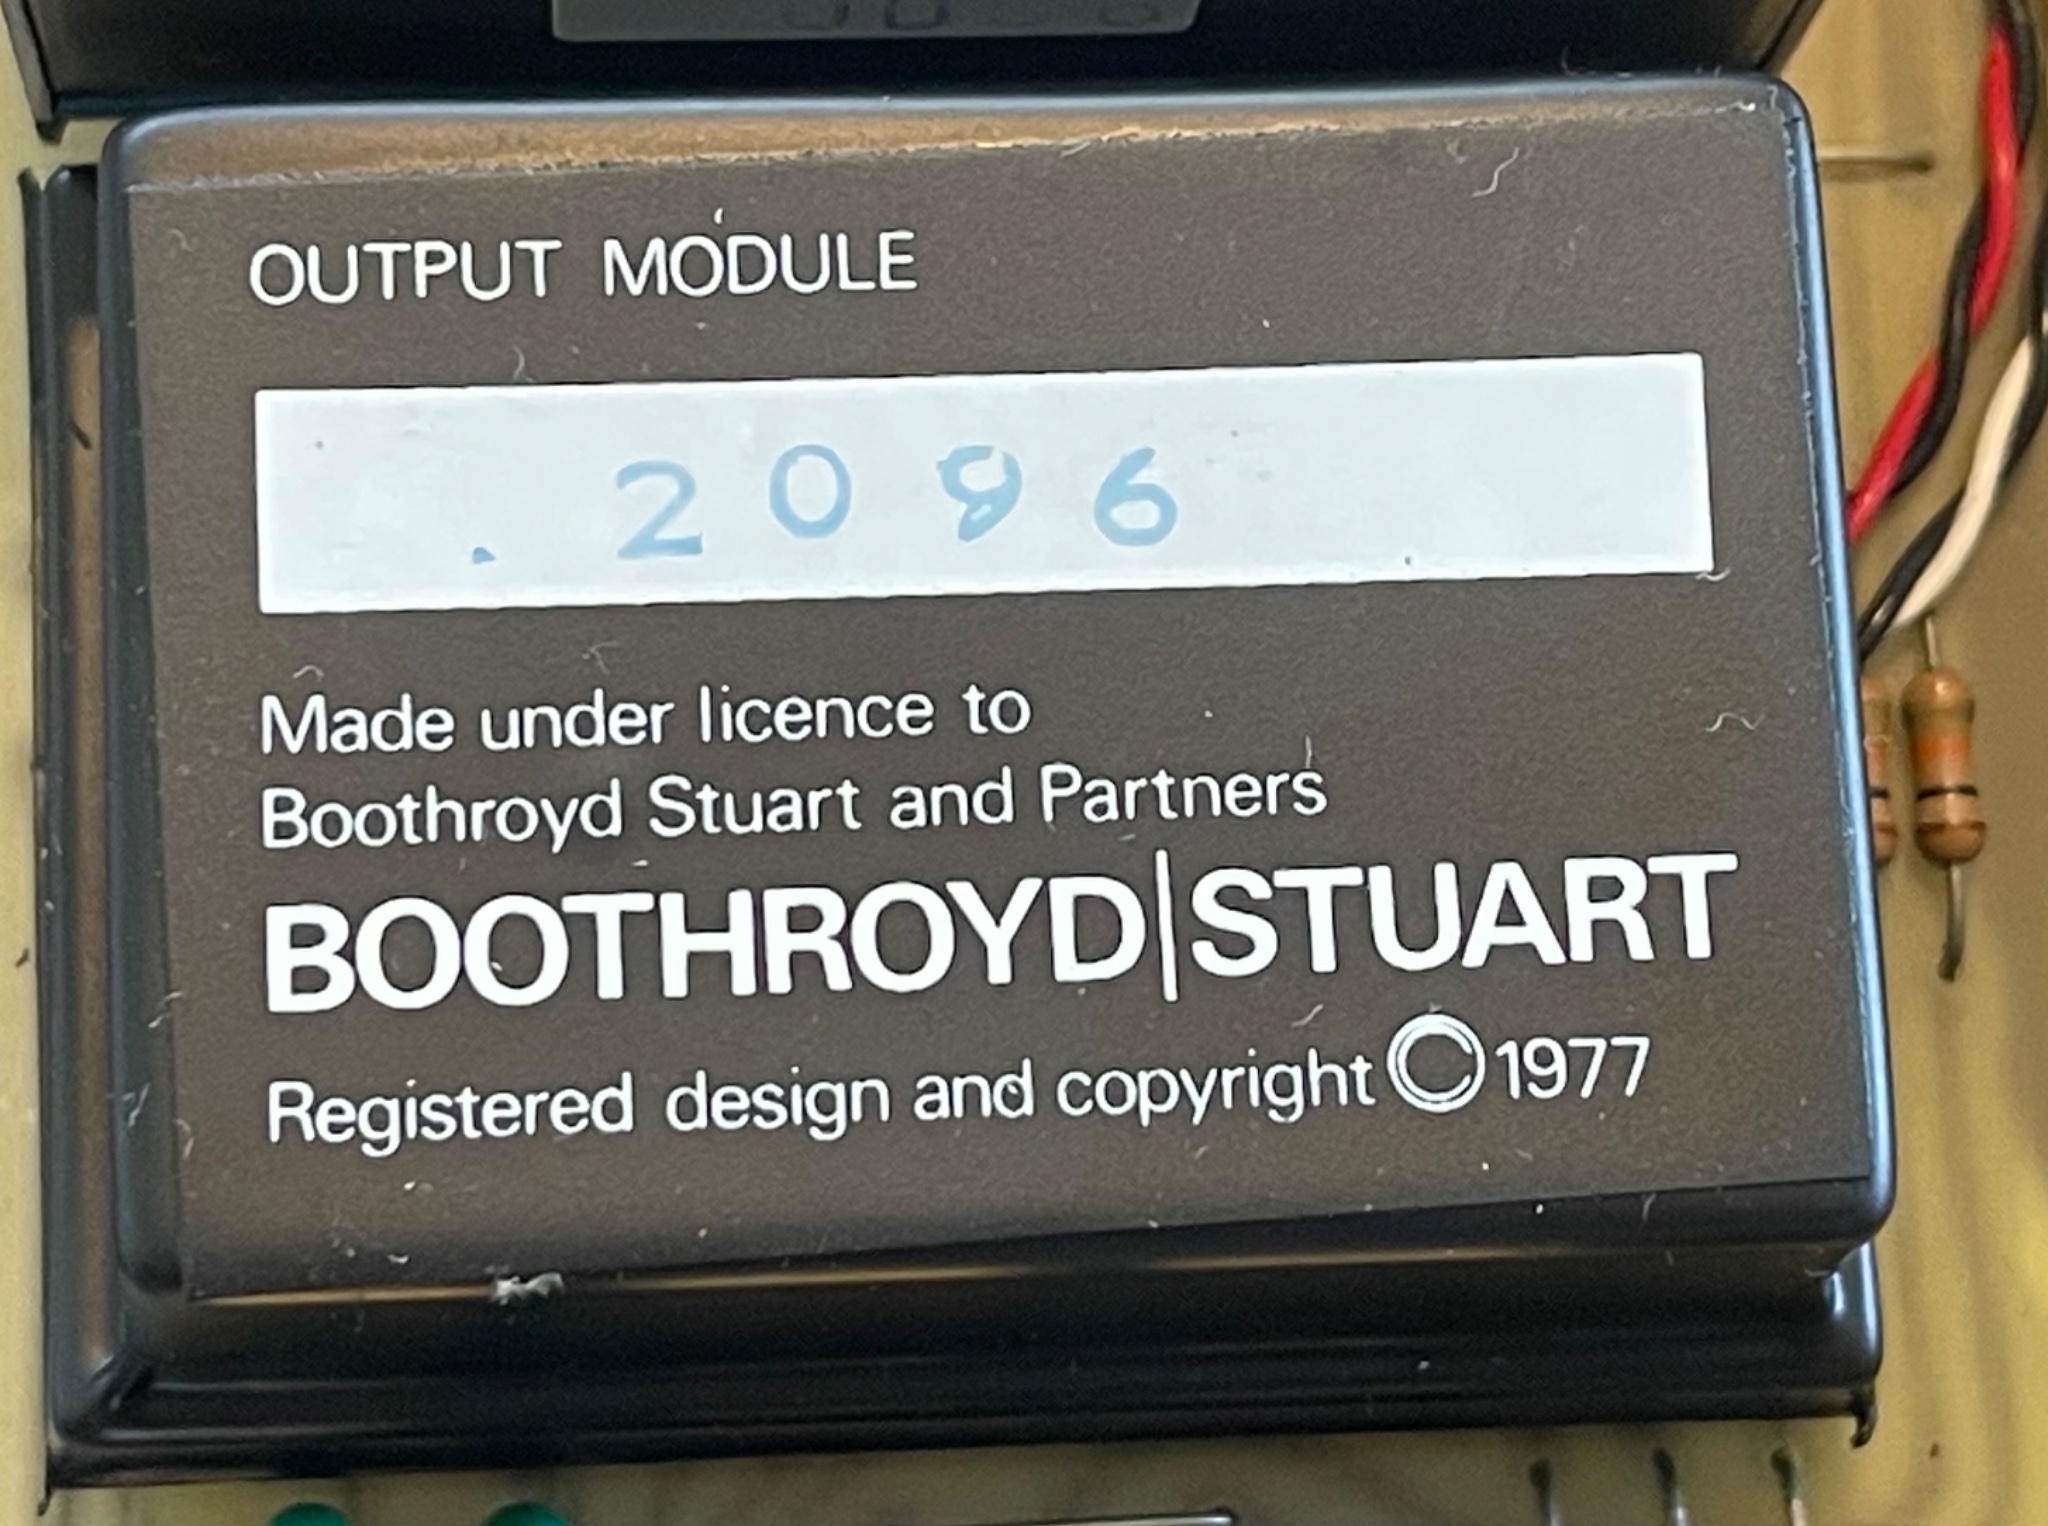 OUTPUT MODULE
. 2096
Made under licence to
Boothroyd Stuart and Partners
BOOTHROYD|STUART
Registered design and copyright © 1977